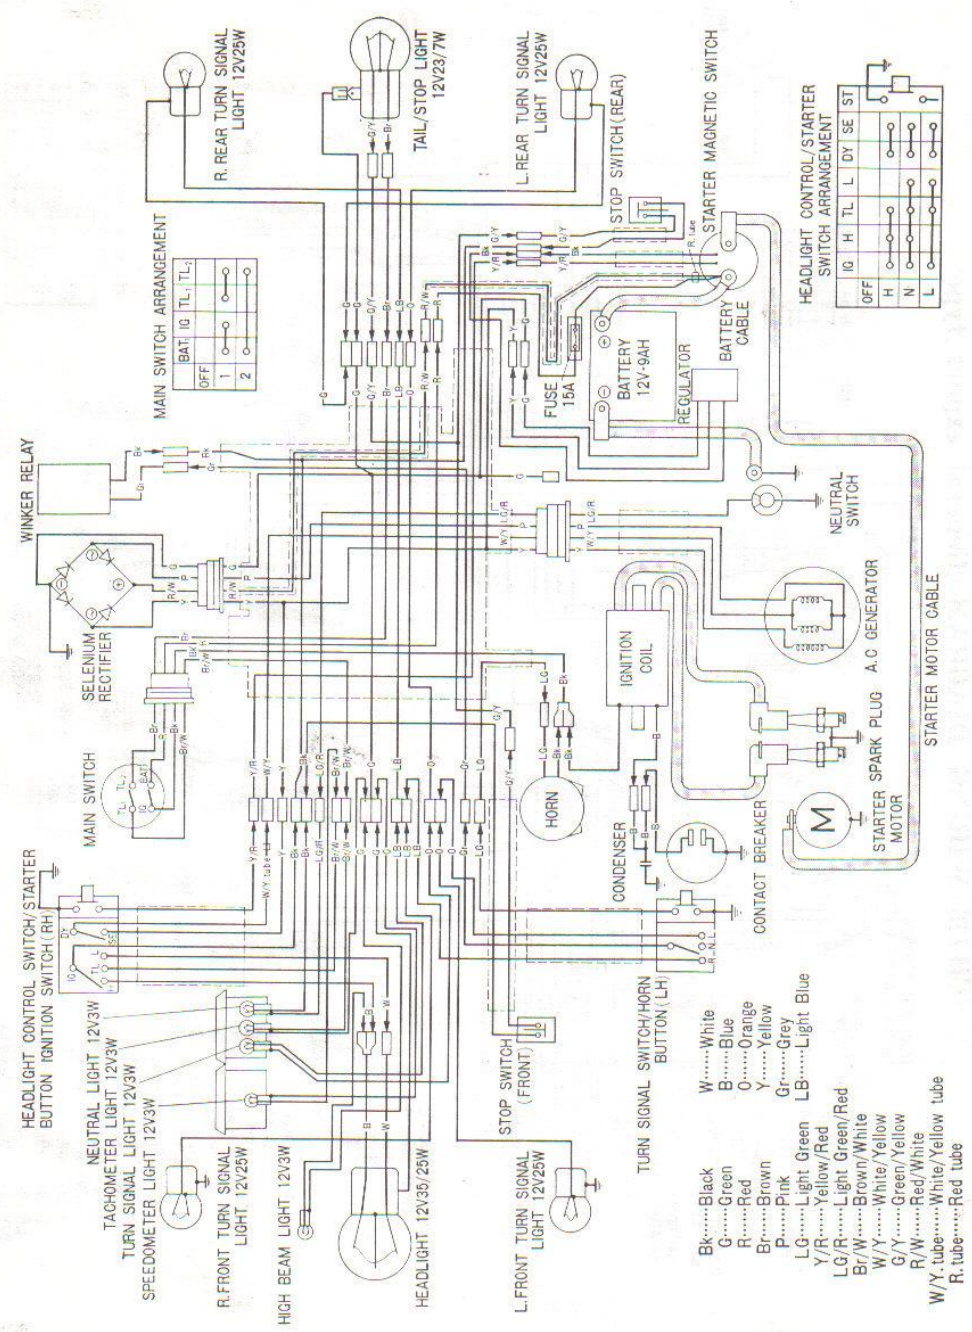 HEADLIGHT CONTROL SWITCH/STARTER
BUTTON IGNITION SWITCH (RH)
MAIN SWITCH
SELENIUM
RECTIFIER
WINKER RELAY
MAIN SWITCH ARRANGEMENT
BAT IG TL1 TL2
OFF
1
2
R.REAR TURN SIGNAL
LIGHT 12V25W
TAIL/STOP LIGHT
12V23/7W
L.REAR TURN SIGNAL
LIGHT 12V25W
STOP SWITCH(REAR)
STARTER MAGNETIC SWITCH
HEADLIGHT CONTROL/STARTER
SWITCH ARRANGEMENT
IG H TL L DY SE ST
OFF
H
N
L
NEUTRAL LIGHT 12V3W
TACHOMETER LIGHT 12V3W
TURN SIGNAL LIGHT 12V3W
SPEEDOMETER LIGHT 12V3W
R.FRONT TURN SIGNAL
LIGHT 12V25W
HIGH BEAM LIGHT 12V3W
HEADLIGHT 12V35/25W
L.FRONT TURN SIGNAL
LIGHT 12V25W
STOP SWITCH
(FRONT)
TURN SIGNAL SWITCH/HORN
BUTTON(LH)
HORN
CONDENSER
CONTACT BREAKER
IGNITION
COIL
M
STARTER
MOTOR
SPARK PLUG
A.C GENERATOR
STARTER MOTOR CABLE
NEUTRAL
SWITCH
REGULATOR
FUSE
15A
BATTERY
12V-9AH
BATTERY
CABLE
R.tube
W/Y.tube
Bk······Black
G······Green
R······Red
Br······Brown
P······Pink
LG······Light Green
Y/R······Yellow/Red
LG/R······Light Green/Red
Br/W······Brown/White
W/Y······White/Yellow
G/Y······Green/Yellow
R/W······Red/White
W/Y.tube······White/Yellow tube
R.tube······Red tube
W······White
B······Blue
O······Orange
Y······Yellow
Gr······Grey
LB······Light Blue